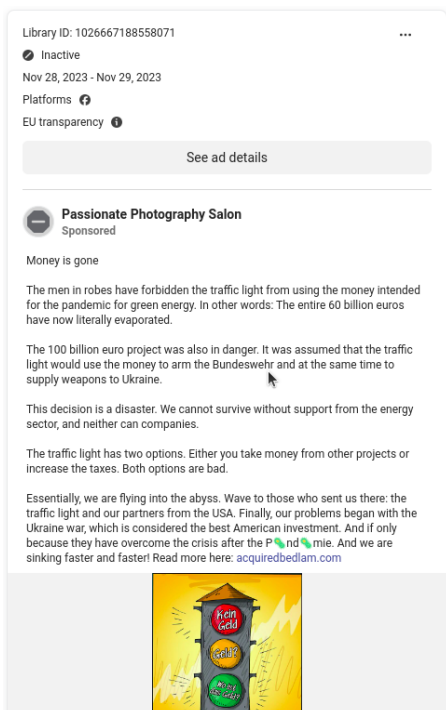 Library ID: 1026667188558071
Inactive
Nov 28, 2023 - Nov 29, 2023
Platforms
EU transparency
See ad details
Passionate Photography Salon
Sponsored
Money is gone
The men in robes have forbidden the traffic light from using the money intended
for the pandemic for green energy. In other words: The entire 60 billion euros
have now literally evaporated.
The 100 billion euro project was also in danger. It was assumed that the traffic
light would use the money to arm the Bundeswehr and at the same time to
supply weapons to Ukraine.
This decision is a disaster. We cannot survive without support from the energy
sector, and neither can companies.
The traffic light has two options. Either you take money from other projects or
increase the taxes. Both options are bad.
Essentially, we are flying into the abyss. Wave to those who sent us there: the
traffic light and our partners from the USA. Finally, our problems began with the
Ukraine war, which is considered the best American investment. And if only
because they have overcome the crisis after the P🦠nd🦠mie. And we are
sinking faster and faster! Read more here: acquiredbedlam.com
Kein
Geld
Geld?